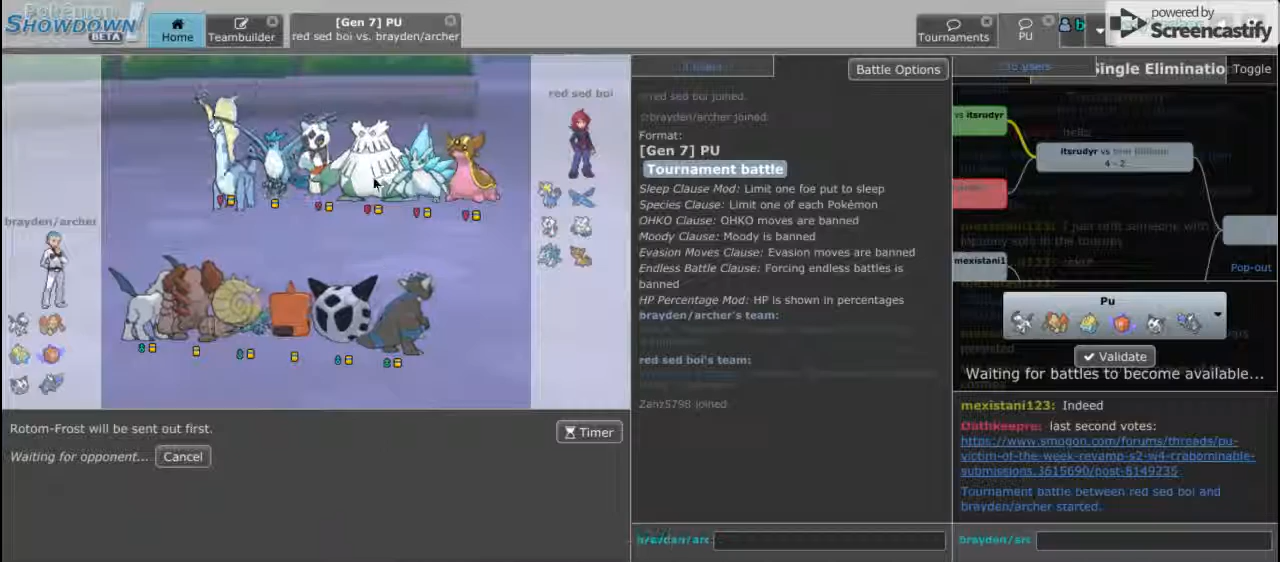 Pokémon
SHOWDOWN
BETA
Home
Teambuilder
[Gen 7] PU
red sed boi vs. brayden/archer
Tournaments
PU
powered by
Screencastify
brayden/archer
red sed boi
Battle Options
red sed boi joined.
brayden/archer joined.
Format:
[Gen 7] PU
Tournament battle
Sleep Clause Mod: Limit one foe put to sleep
Species Clause: Limit one of each Pokémon
OHKO Clause: OHKO moves are banned
Moody Clause: Moody is banned
Evasion Moves Clause: Evasion moves are banned
Endless Battle Clause: Forcing endless battles is
banned
HP Percentage Mod: HP is shown in percentages
brayden/archer's team:
red sed boi's team:
Zanz5798 joined.
Rotom-Frost will be sent out first.
Waiting for opponent...
Cancel
Timer
users
Single Eliminatio
Toggle
vs itsrudyr
itsrudyr vs
4 - 2
mexistani1
Pop-out
Pu
Validate
Waiting for battles to become available...
mexistani123: Indeed
last second votes:
https://www.smogon.com/forums/threads/pu-
victim-of-the-week-revamp-s2-w4-crabominable-
submissions.3615690/post-8149235
Tournament battle between red sed boi and
brayden/archer started.
brayden/arc
brayden/arc